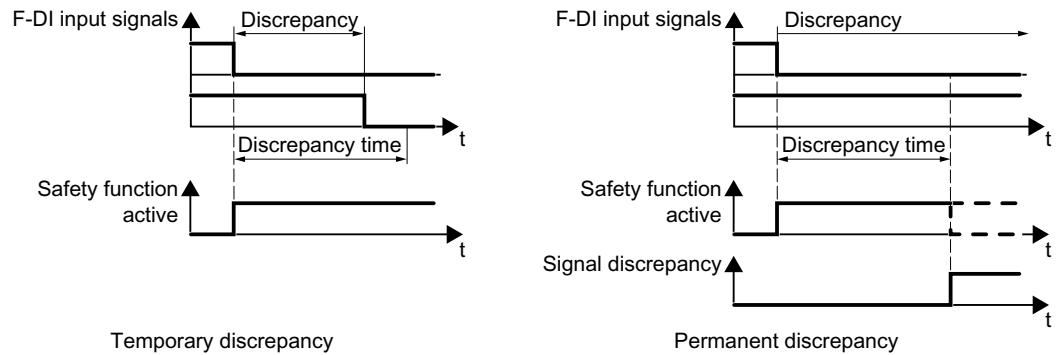 F-DI input signals
Discrepancy
t
Discrepancy time
Safety function
active
t
Temporary discrepancy
F-DI input signals
Discrepancy
t
Discrepancy time
Safety function
active
t
Signal discrepancy
t
Permanent discrepancy